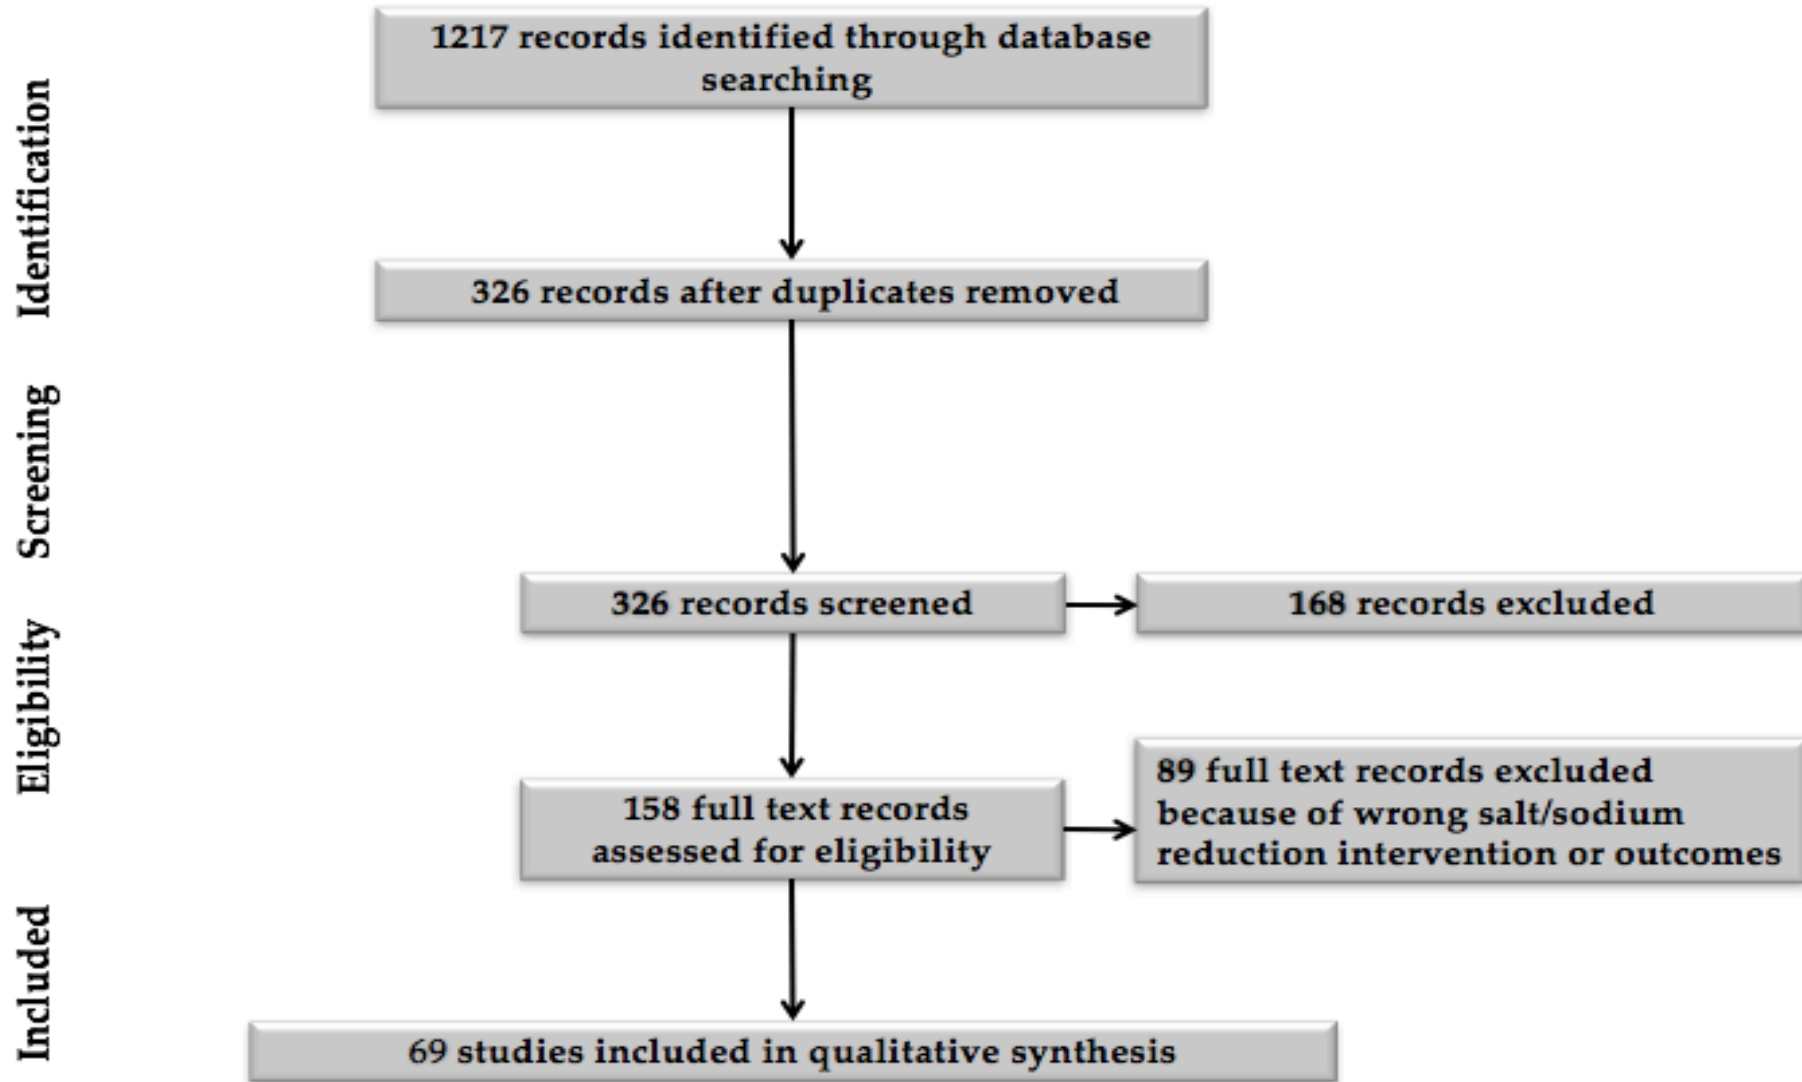 1217 records identified through database
searching
Identification
326 records after duplicates removed
Screening
326 records screened
168 records excluded
Eligibility
158 full text records
assessed for eligibility
89 full text records excluded
because of wrong salt/sodium
reduction intervention or outcomes
Included
69 studies included in qualitative synthesis